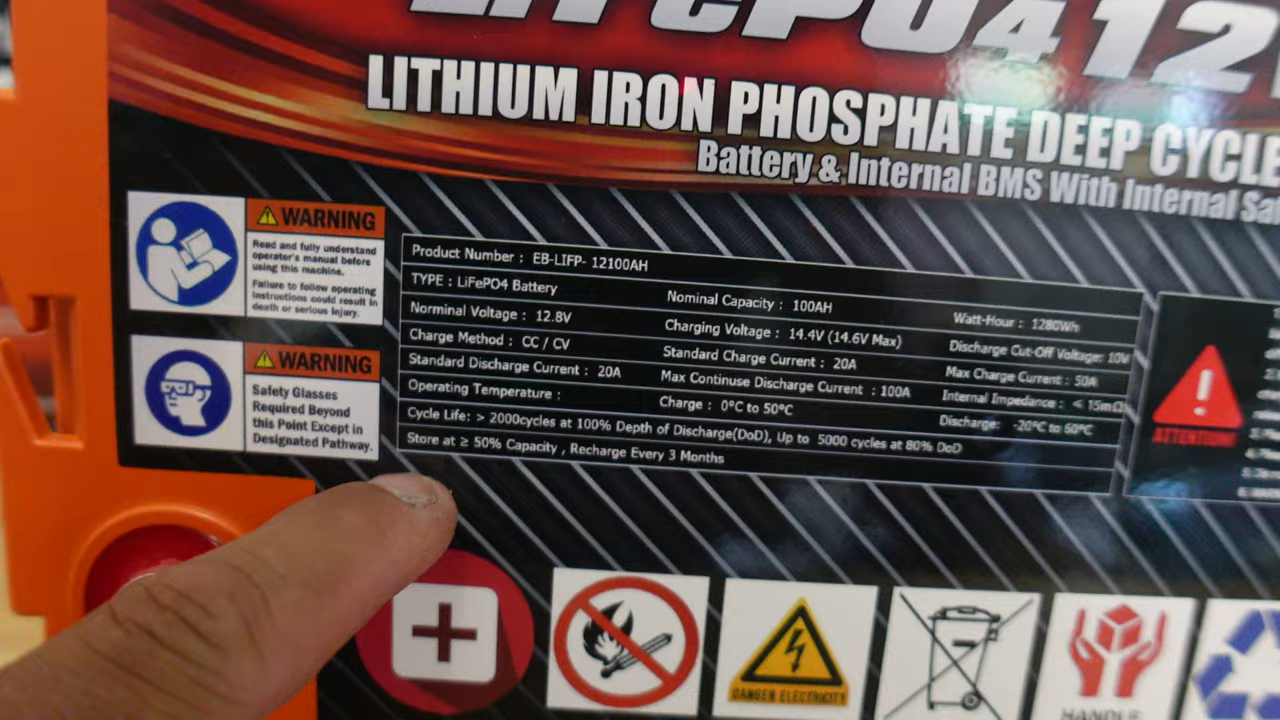 LiFePO4 12
LITHIUM IRON PHOSPHATE DEEP CYCLE
Battery & Internal BMS With Internal
WARNING
Read and fully understand
operator's manual before
using this machine.
Failure to follow operating
instructions could result in
death or serious injury.
WARNING
Safety Glasses
Required Beyond
this Point Except in
Designated Pathway.
Product Number : EB-LIFP- 12100AH
TYPE : LiFePO4 Battery Nominal Capacity : 100AH Watt-Hour : 1280Wh
Norminal Voltage : 12.8V Charging Voltage : 14.4V (14.6V Max) Discharge Cut-Off Voltage: 10V
Charge Method : CC / CV Standard Charge Current : 20A Max Charge Current : 50A
Standard Discharge Current : 20A Max Continuse Discharge Current : 100A Internal Impedence : < 15mΩ
Operating Temperature : Charge : 0°C to 50°C Discharge: -20°C to 50°C
Cycle Life: > 2000cycles at 100% Depth of Discharge(DoD), Up to 5000 cycles at 80% DoD
Store at ≥ 50% Capacity , Recharge Every 3 Months
ATTENTION
DANGER ELECTRICITY
HANDLE